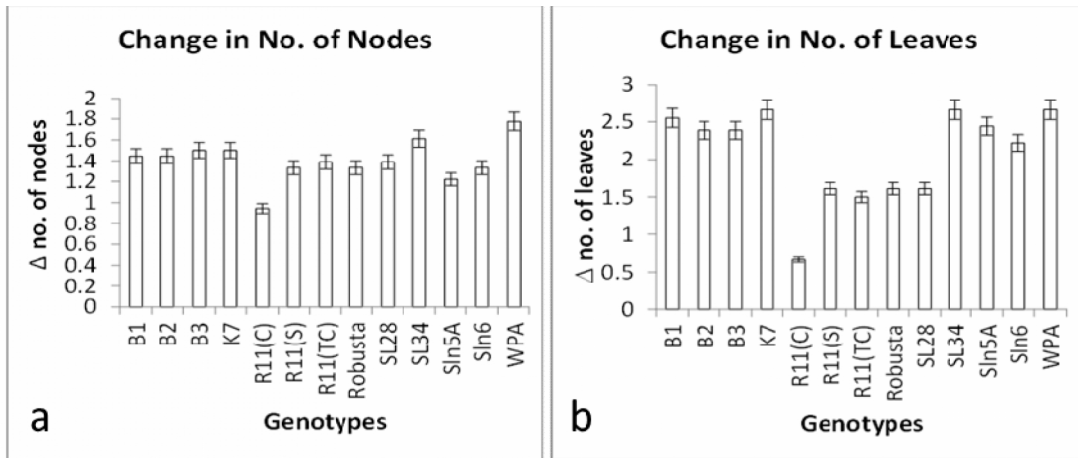 Change in No. of Nodes
Δ no. of nodes
2
1.8
1.6
1.4
1.2
1
0.8
0.6
0.4
0.2
0
B1
B2
B3
K7
R11(C)
R11(S)
R11(TC)
Robusta
SL28
SL34
Sln5A
Sln6
WPA
Genotypes
a
Change in No. of Leaves
Δ no. of leaves
3
2.5
2
1.5
1
0.5
0
B1
B2
B3
K7
R11(C)
R11(S)
R11(TC)
Robusta
SL28
SL34
Sln5A
Sln6
WPA
Genotypes
b